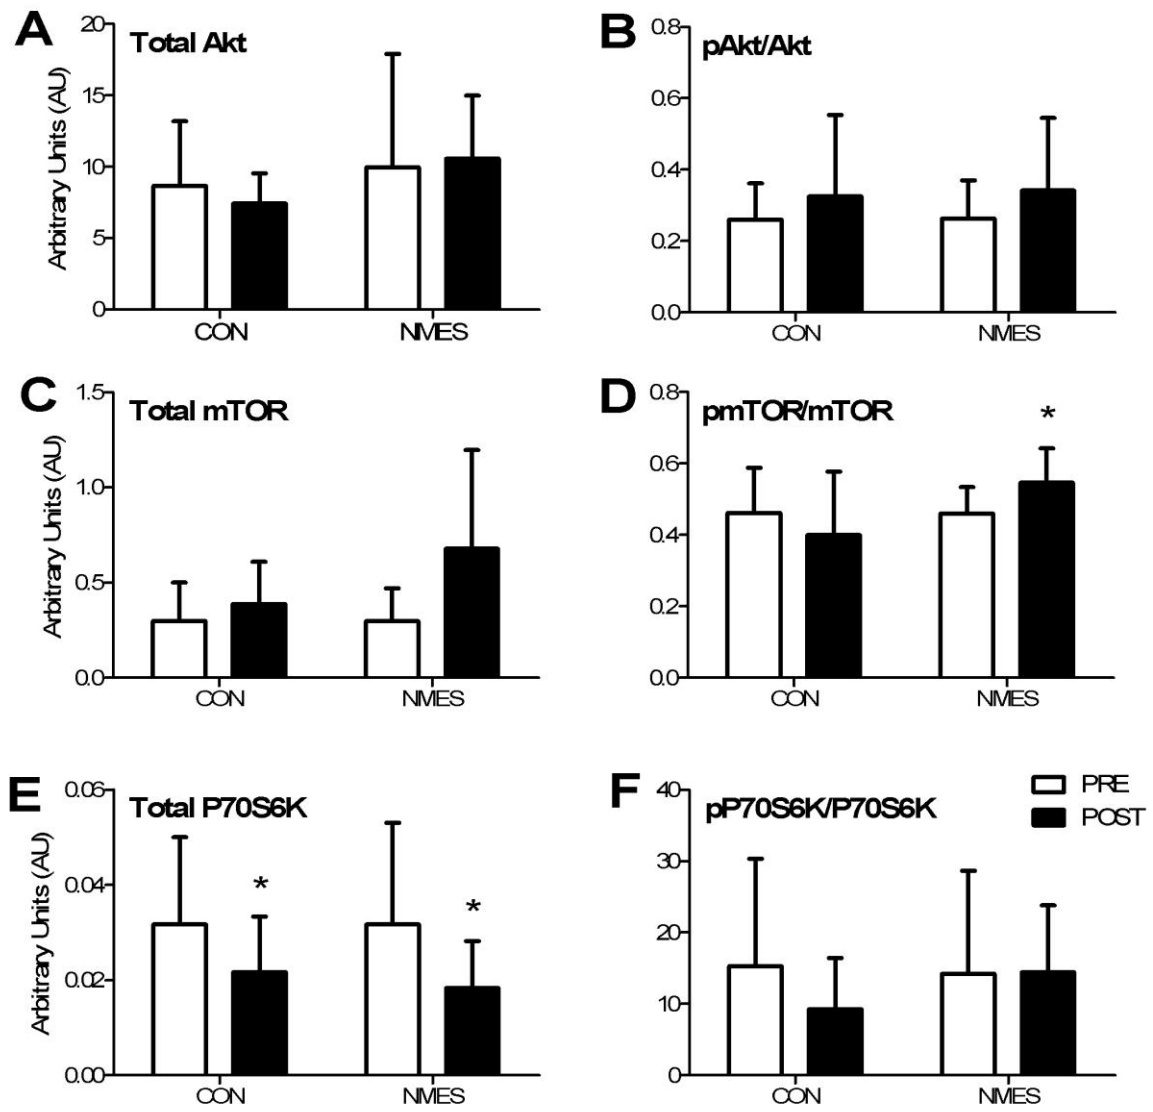 A
Total Akt
Arbitrary Units (AU)
20
15
10
5
0
CON
NMES
B
pAkt/Akt
0.8
0.6
0.4
0.2
0.0
CON
NMES
C
Total mTOR
Arbitrary Units (AU)
1.5
1.0
0.5
0.0
CON
NMES
D
pmTOR/mTOR
0.8
0.6
0.4
0.2
0.0
*
CON
NMES
E
Total P70S6K
Arbitrary Units (AU)
0.06
0.04
0.02
0.00
*
*
CON
NMES
F
pP70S6K/P70S6K
40
30
20
10
0
PRE
POST
CON
NMES